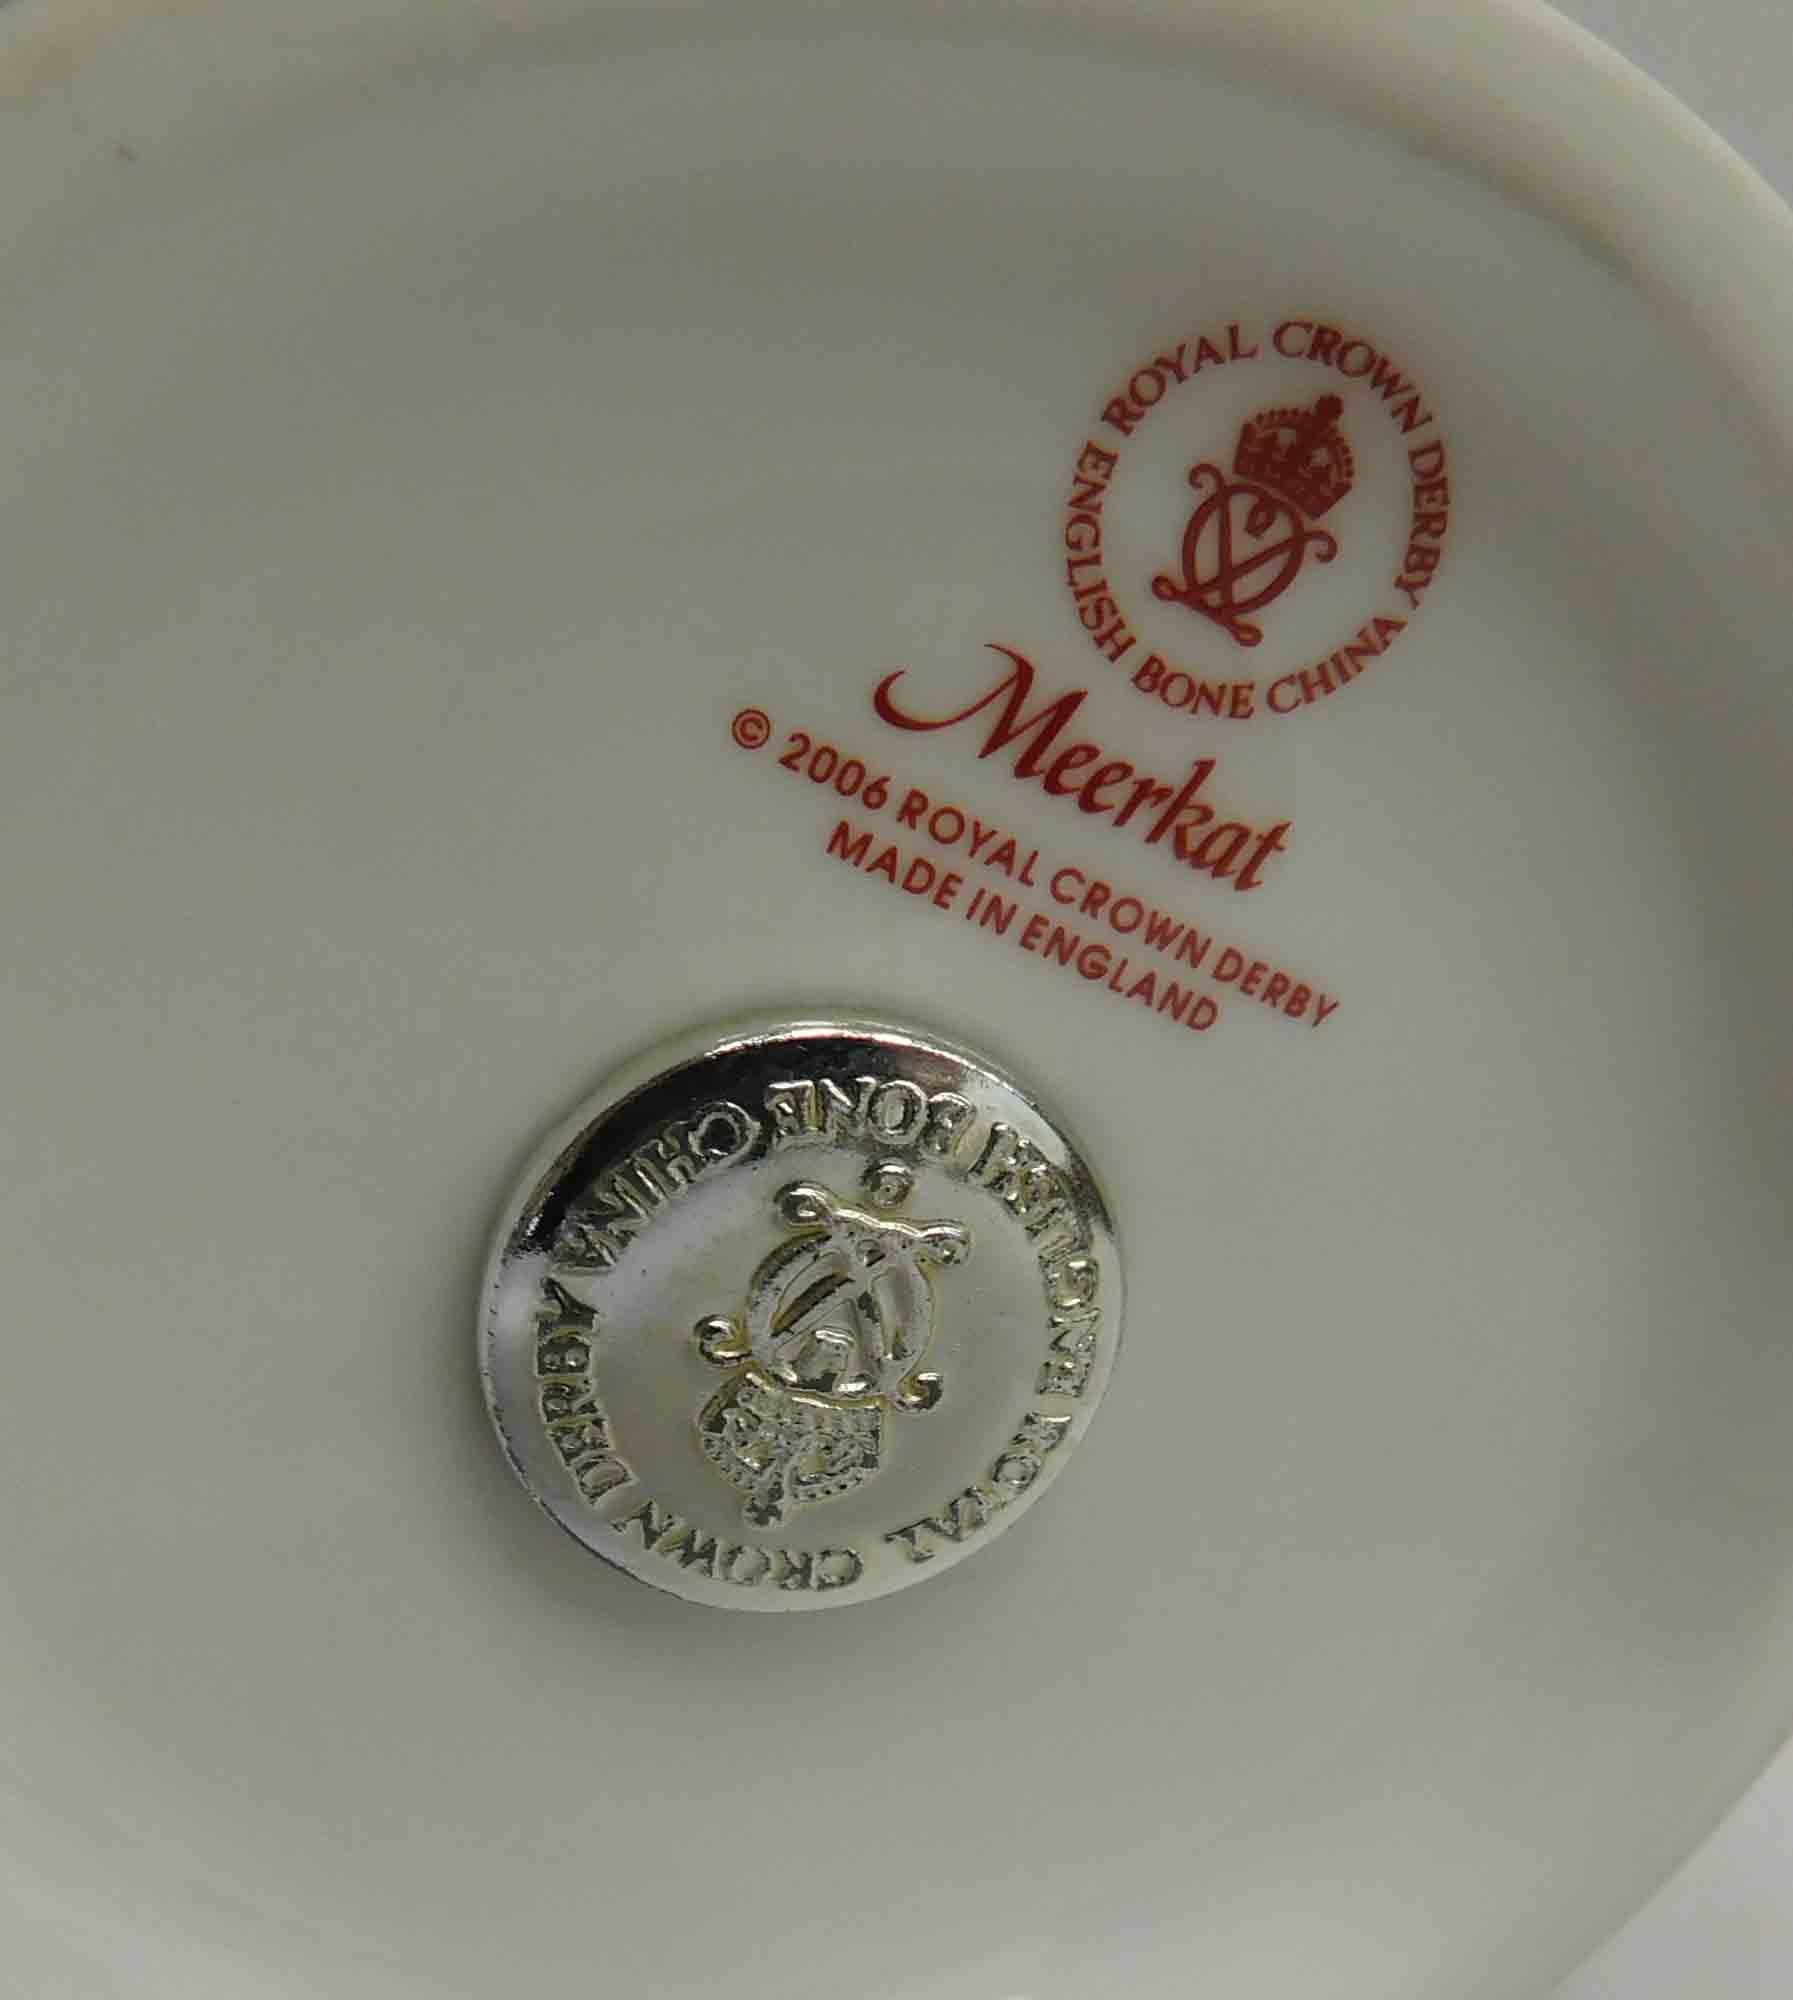 ROYAL CROWN DERBY
ENGLISH BONE CHINA
Meerkat
© 2006 ROYAL CROWN DERBY
MADE IN ENGLAND
ROYAL CROWN DERBY
ENGLISH BONE CHINA